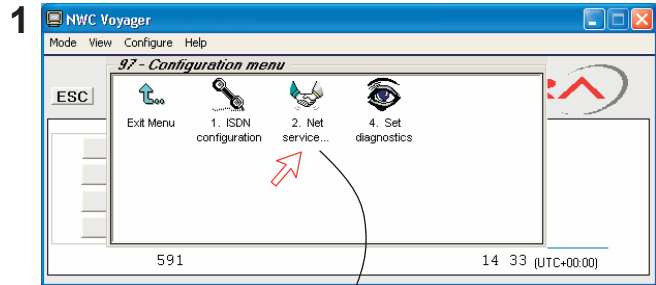 1
NWC Voyager
Mode View Configure Help
97 - Configuration menu
ESC
RA
Exit Menu
1. ISDN
configuration
2. Net
service...
4. Set
diagnostics
591
14 33 (UTC+00:00)